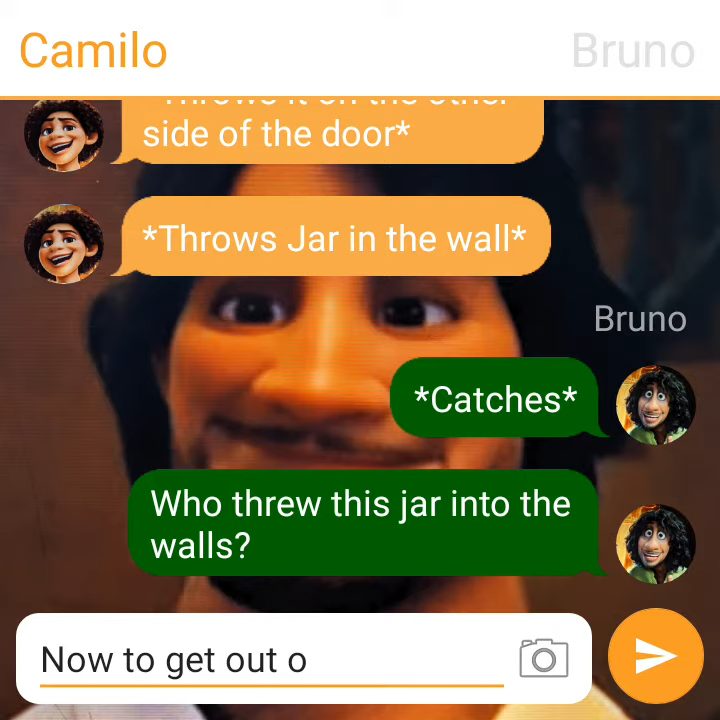 Camilo
Bruno
side of the door*
*Throws Jar in the wall*
Bruno
*Catches*
Who threw this jar into the
walls?
Now to get out o